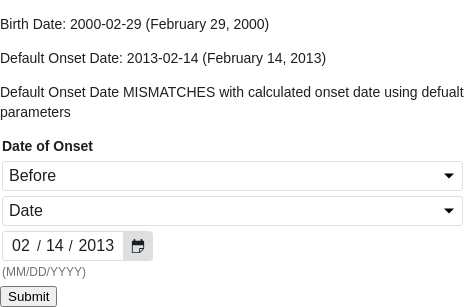 Birth Date: 2000-02-29 (February 29, 2000)
Default Onset Date: 2013-02-14 (February 14, 2013)
Default Onset Date MISMATCHES with calculated onset date using defualt
parameters
Date of Onset
Before
Date
02 / 14 / 2013
(MM/DD/YYYY)
Submit